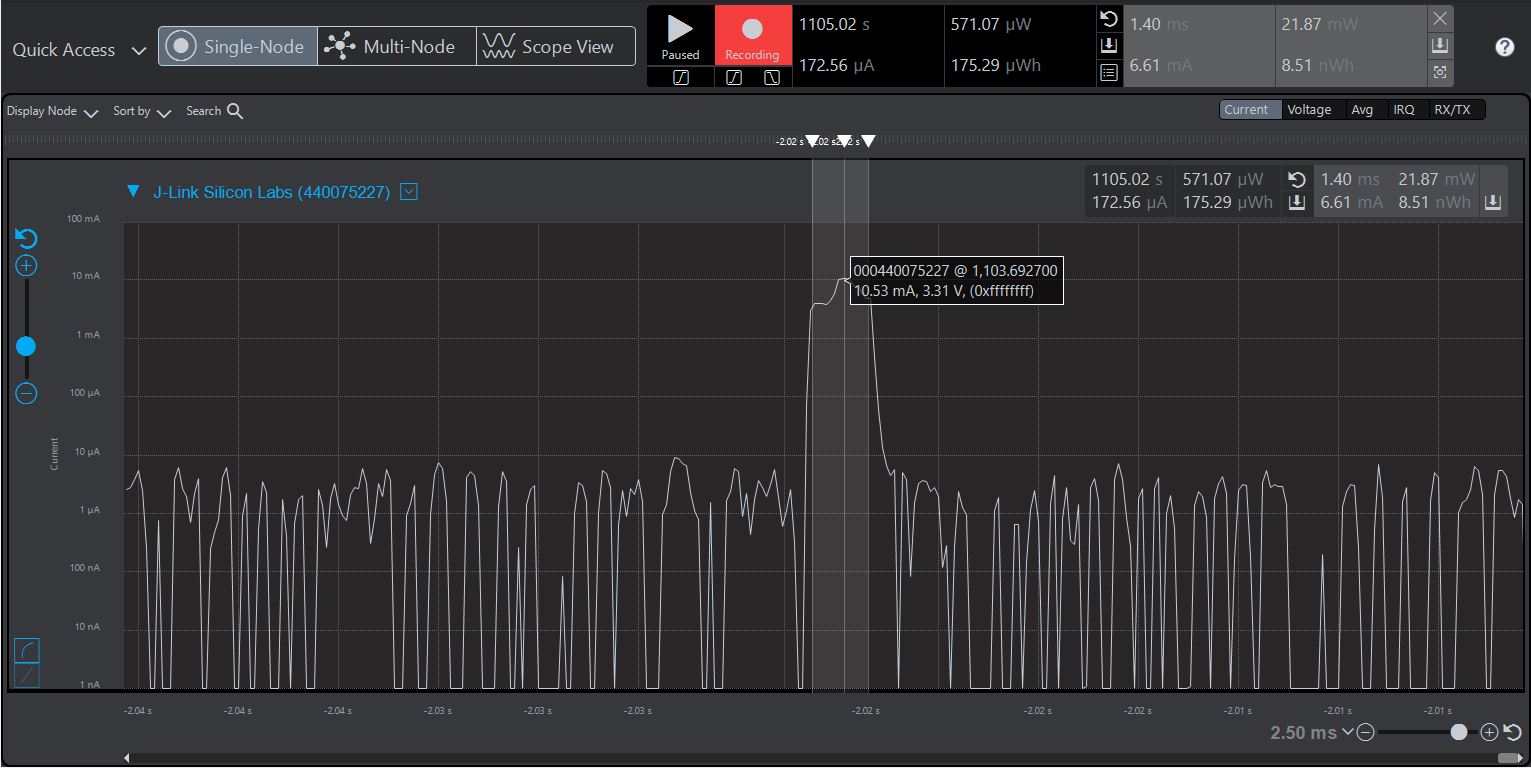 Quick Access
Single-Node
Multi-Node
Scope View
Paused
Recording
1105.02 s
571.07 µW
172.56 µA
175.29 µWh
1.40 ms
21.87 mW
6.61 mA
8.51 nWh
?
Display Node
Sort by
Search
Current
Voltage
Avg
IRQ
RX/TX
-2.02 s
J-Link Silicon Labs (440075227)
1105.02 s
571.07 µW
172.56 µA
175.29 µWh
1.40 ms
21.87 mW
6.61 mA
8.51 nWh
000440075227 @ 1,103.692700
10.53 mA, 3.31 V, (0xffffffff)
100 mA
10 mA
1 mA
100 µA
10 µA
1 µA
100 nA
10 nA
1 nA
Current
-2.04 s
-2.04 s
-2.04 s
-2.03 s
-2.03 s
-2.03 s
-2.02 s
-2.02 s
-2.02 s
-2.01 s
-2.01 s
-2.01 s
2.50 ms